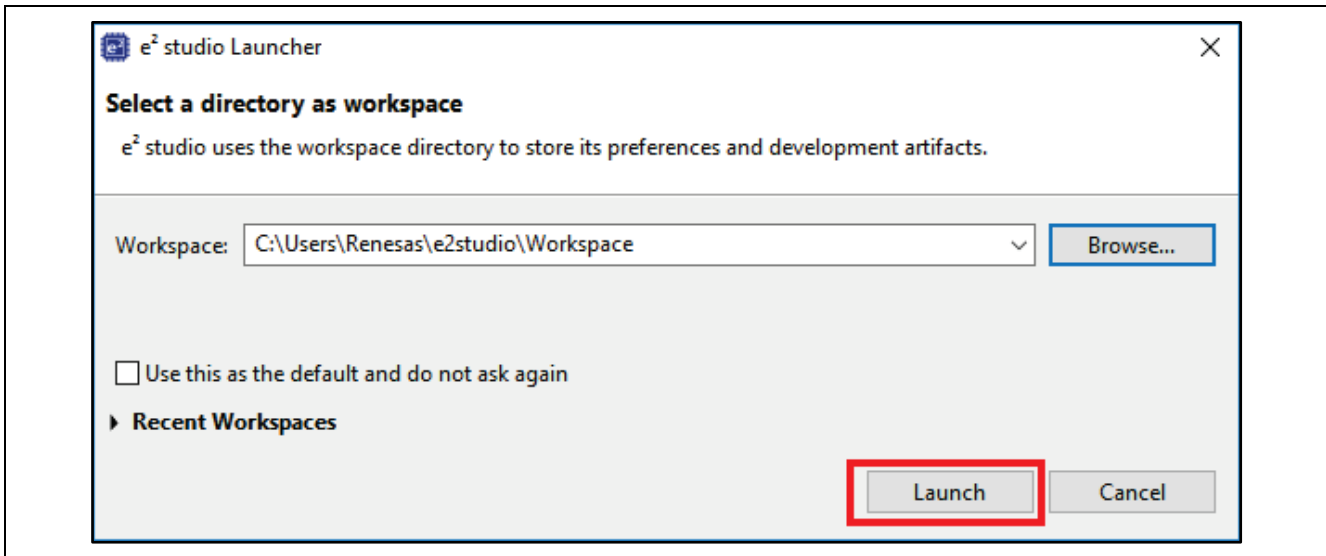 e² studio Launcher
Select a directory as workspace
e² studio uses the workspace directory to store its preferences and development artifacts.
Workspace: C:\Users\Renesas\e2studio\Workspace Browse...
Use this as the default and do not ask again
Recent Workspaces
Launch Cancel